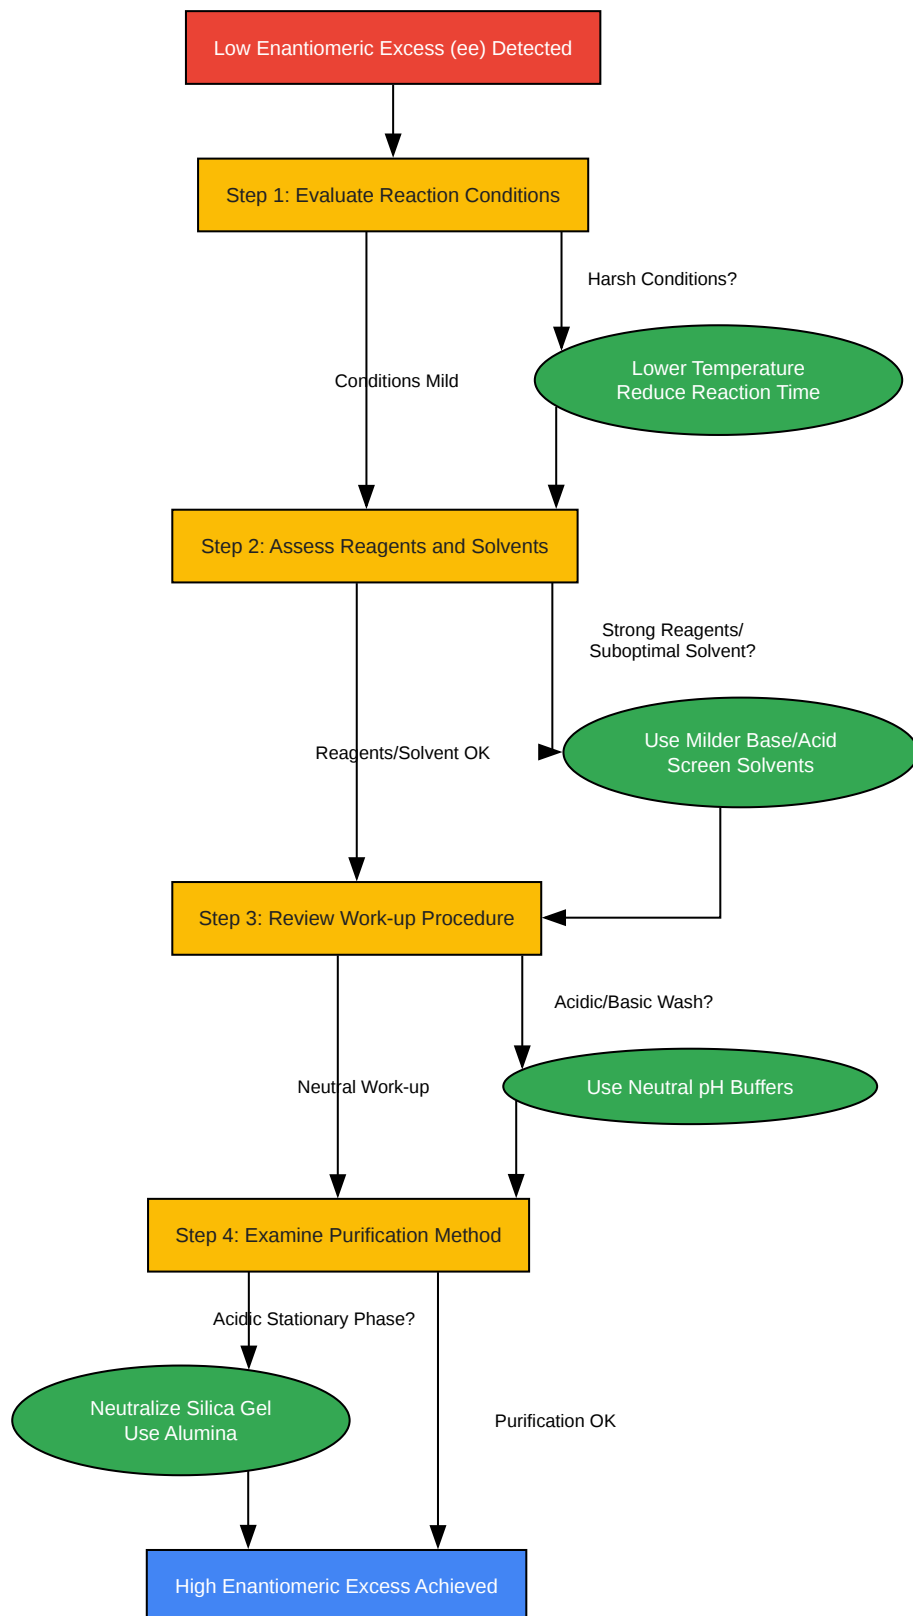 Low Enantiomeric Excess (ee) Detected
Step 1: Evaluate Reaction Conditions
Harsh Conditions?
Lower Temperature
Reduce Reaction Time
Conditions Mild
Step 2: Assess Reagents and Solvents
Strong Reagents/
Suboptimal Solvent?
Use Milder Base/Acid
Screen Solvents
Reagents/Solvent OK
Step 3: Review Work-up Procedure
Acidic/Basic Wash?
Neutral Work-up
Use Neutral pH Buffers
Step 4: Examine Purification Method
Acidic Stationary Phase?
Neutralize Silica Gel
Use Alumina
Purification OK
High Enantiomeric Excess Achieved